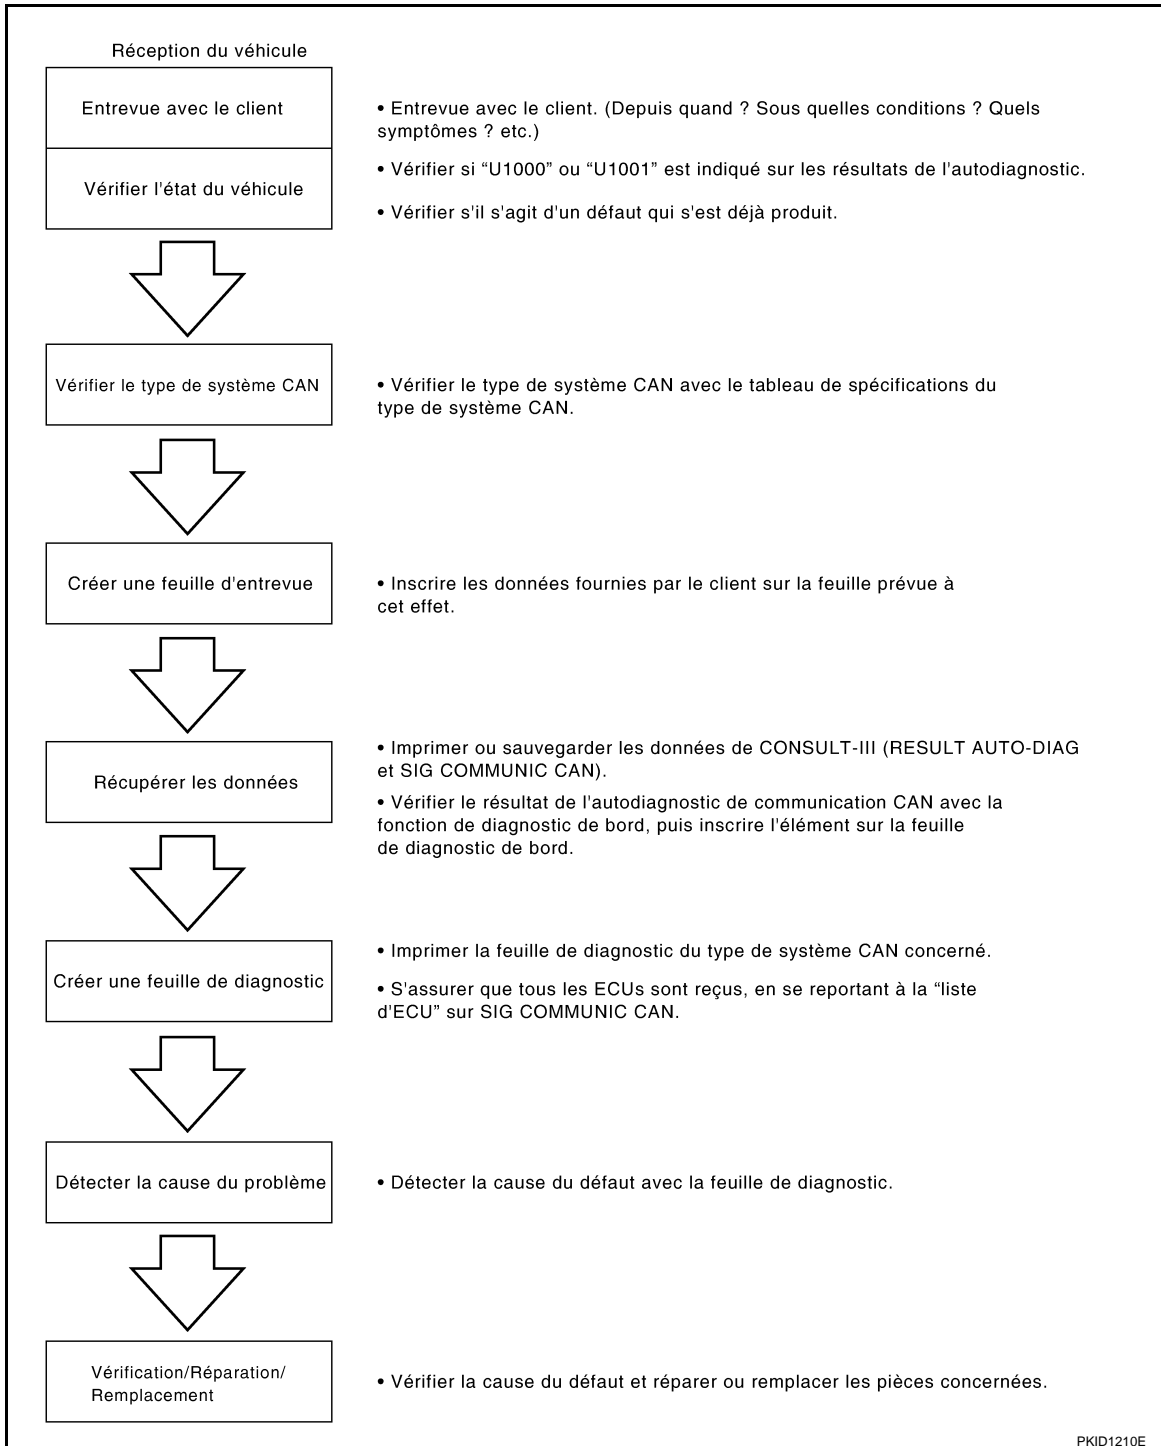 Réception du véhicule
Entrevue avec le client
• Entrevue avec le client. (Depuis quand ? Sous quelles conditions ? Quels
symptômes ? etc.)
Vérifier l'état du véhicule
• Vérifier si “U1000” ou “U1001” est indiqué sur les résultats de l'autodiagnostic.
• Vérifier s'il s'agit d'un défaut qui s'est déjà produit.
Vérifier le type de système CAN
• Vérifier le type de système CAN avec le tableau de spécifications du
type de système CAN.
Créer une feuille d'entrevue
• Inscrire les données fournies par le client sur la feuille prévue à
cet effet.
Récupérer les données
• Imprimer ou sauvegarder les données de CONSULT-III (RESULT AUTO-DIAG
et SIG COMMUNIC CAN).
• Vérifier le résultat de l'autodiagnostic de communication CAN avec la
fonction de diagnostic de bord, puis inscrire l'élément sur la feuille
de diagnostic de bord.
Créer une feuille de diagnostic
• Imprimer la feuille de diagnostic du type de système CAN concerné.
• S'assurer que tous les ECUs sont reçus, en se reportant à la “liste
d'ECU” sur SIG COMMUNIC CAN.
Détecter la cause du problème
• Détecter la cause du défaut avec la feuille de diagnostic.
Vérification/Réparation/
Remplacement
• Vérifier la cause du défaut et réparer ou remplacer les pièces concernées.
PKID1210E